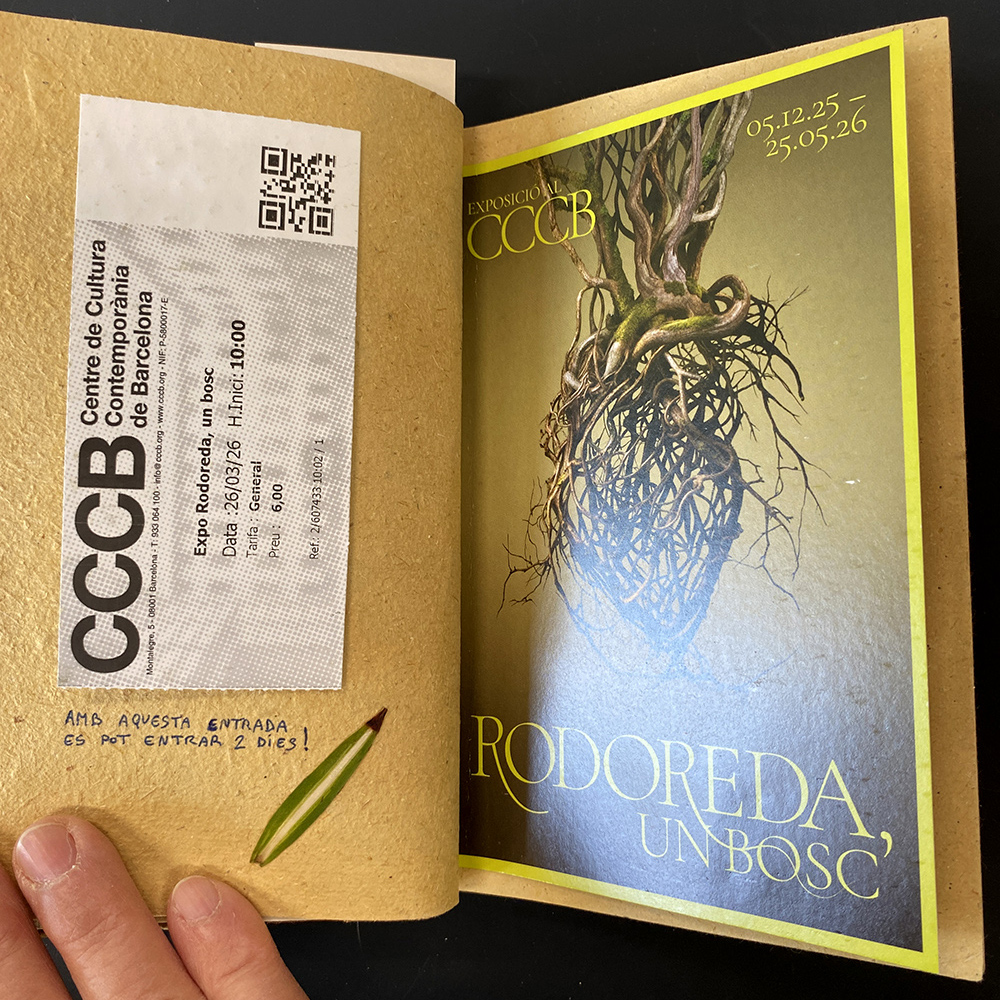 CCCB
Centre de Cultura
Contemporània
de Barcelona
Montalegre, 5 - 08001 Barcelona - T: 933 064 100 - info@cccb.org - www.cccb.org - NIF: P-5800017-E
Expo Rodoreda, un bosc
Data :26/03/26 H.Inici: 10:00
Tarifa : General
Preu : 6,00
Ref.: 2/607433 10:02 / 1
AMB AQUESTA ENTRADA
ES POT ENTRAR 2 DÍES!
05.12.25 –
25.05.26
EXPOSICIÓ AL
CCCB
RODOREDA,
UN BOSC